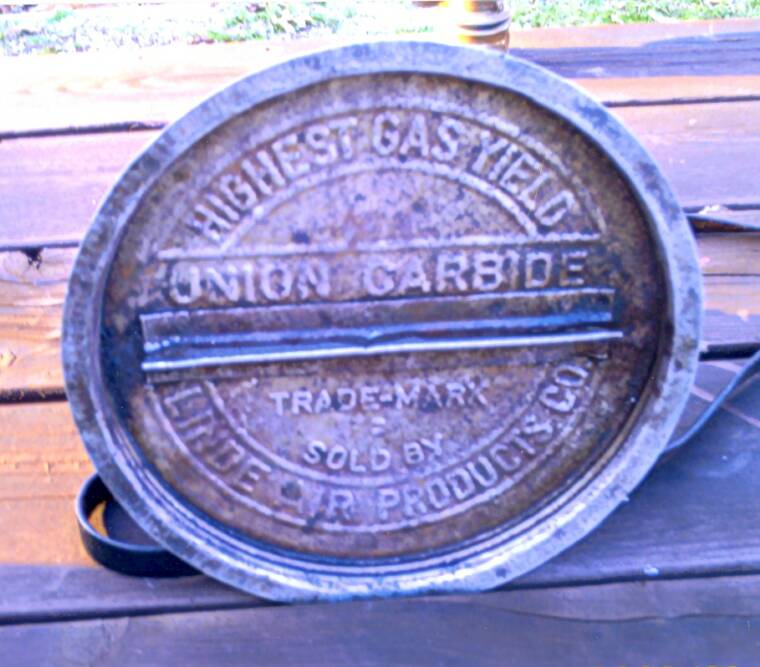 HIGHEST GAS YIELD
UNION CARBIDE
TRADE-MARK
SOLD BY
LINDE AIR PRODUCTS CO.